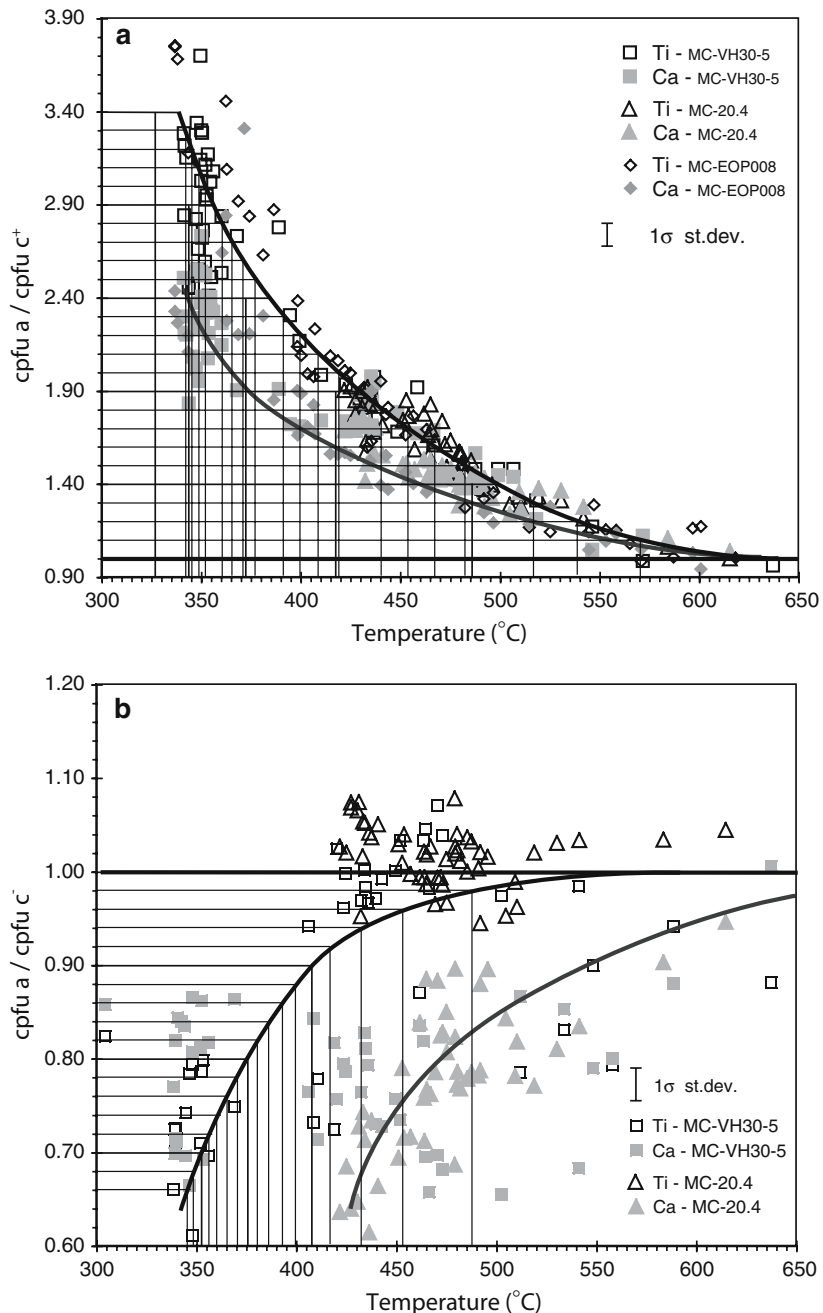 a
3.90
3.40
2.90
2.40
1.90
1.40
0.90
cpfu a / cpfu c+
Ti - MC-VH30-5
Ca - MC-VH30-5
Ti - MC-20.4
Ca - MC-20.4
Ti - MC-EOP008
Ca - MC-EOP008
1σ st.dev.
300 350 400 450 500 550 600 650
Temperature (°C)
b
1.20
1.10
1.00
0.90
0.80
0.70
0.60
cpfu a / cpfu c-
1σ st.dev.
Ti - MC-VH30-5
Ca - MC-VH30-5
Ti - MC-20.4
Ca - MC-20.4
300 350 400 450 500 550 600 650
Temperature (°C)